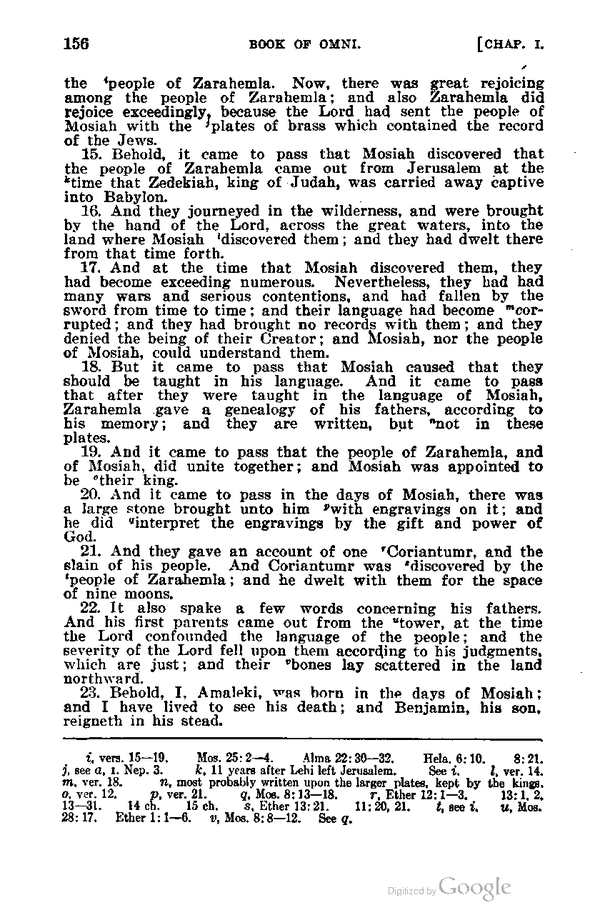 156 BOOK OF OMNI. [CHAP. I.
the ᶦpeople of Zarahemla. Now, there was great rejoicing
among the people of Zarahemla; and also Zarahemla did
rejoice exceedingly, because the Lord had sent the people of
Mosiah with the ʲplates of brass which contained the record
of the Jews.
15. Behold, it came to pass that Mosiah discovered that
the people of Zarahemla came out from Jerusalem at the
ᵏtime that Zedekiah, king of Judah, was carried away captive
into Babylon.
16. And they journeyed in the wilderness, and were brought
by the hand of the Lord, across the great waters, into the
land where Mosiah ˡdiscovered them; and they had dwelt there
from that time forth.
17. And at the time that Mosiah discovered them, they
had become exceeding numerous. Nevertheless, they had had
many wars and serious contentions, and had fallen by the
sword from time to time; and their language had become ᵐcor-
rupted; and they had brought no records with them; and they
denied the being of their Creator; and Mosiah, nor the people
of Mosiah, could understand them.
18. But it came to pass that Mosiah caused that they
should be taught in his language. And it came to pass
that after they were taught in the language of Mosiah,
Zarahemla gave a genealogy of his fathers, according to
his memory; and they are written, but ⁿnot in these
plates.
19. And it came to pass that the people of Zarahemla, and
of Mosiah, did unite together; and Mosiah was appointed to
be ᵒtheir king.
20. And it came to pass in the days of Mosiah, there was
a large stone brought unto him ᵖwith engravings on it; and
he did qinterpret the engravings by the gift and power of
God.
21. And they gave an account of one ʳCoriantumr, and the
slain of his people. And Coriantumr was ˢdiscovered by the
ᵗpeople of Zarahemla; and he dwelt with them for the space
of nine moons.
22. It also spake a few words concerning his fathers.
And his first parents came out from the ᵘtower, at the time
the Lord confounded the language of the people; and the
severity of the Lord fell upon them according to his judgments,
which are just; and their ᵛbones lay scattered in the land
northward.
23. Behold, I, Amaleki, was born in the days of Mosiah;
and I have lived to see his death; and Benjamin, his son,
reigneth in his stead.
i, vers. 15—19. Mos. 25: 2—4. Alma 22: 30—32. Hela. 6: 10. 8: 21.
j, see a, 1. Nep. 3. k, 11 years after Lehi left Jerusalem. See i. l, ver. 14.
m, ver. 18. n, most probably written upon the larger plates, kept by the kings.
o, ver. 12. p, ver. 21. q, Mos. 8: 13—18. r, Ether 12: 1—3. 13: 1, 2,
13—31. 14 ch. 15 ch. s, Ether 13: 21. 11: 20, 21. t, see i. u, Mos.
28: 17. Ether 1: 1—6. v, Mos. 8: 8—12. See q.
Digitized by Google